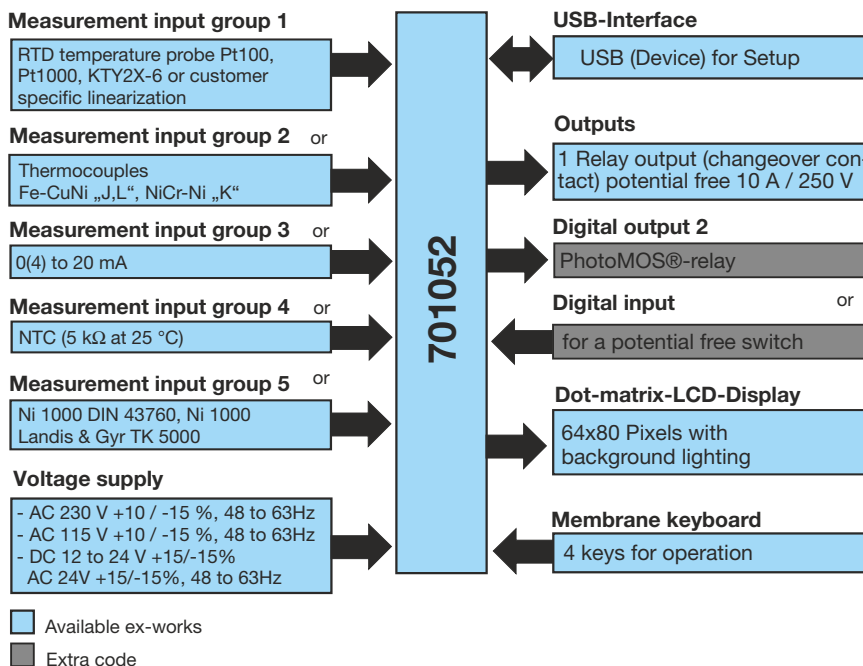 Measurement input group 1
RTD temperature probe Pt100,
Pt1000, KTY2X-6 or customer
specific linearization
Measurement input group 2 or
Thermocouples
Fe-CuNi „J,L“, NiCr-Ni „K“
Measurement input group 3 or
0(4) to 20 mA
Measurement input group 4 or
NTC (5 kΩ at 25 °C)
Measurement input group 5 or
Ni 1000 DIN 43760, Ni 1000
Landis & Gyr TK 5000
Voltage supply
- AC 230 V +10 / -15 %, 48 to 63Hz
- AC 115 V +10 / -15 %, 48 to 63Hz
- DC 12 to 24 V +15/-15%
AC 24V +15/-15%, 48 to 63Hz
701052
USB-Interface
USB (Device) for Setup
Outputs
1 Relay output (changeover con-
tact) potential free 10 A / 250 V
Digital output 2
PhotoMOS®-relay
Digital input or
for a potential free switch
Dot-matrix-LCD-Display
64x80 Pixels with
background lighting
Membrane keyboard
4 keys for operation
Available ex-works
Extra code